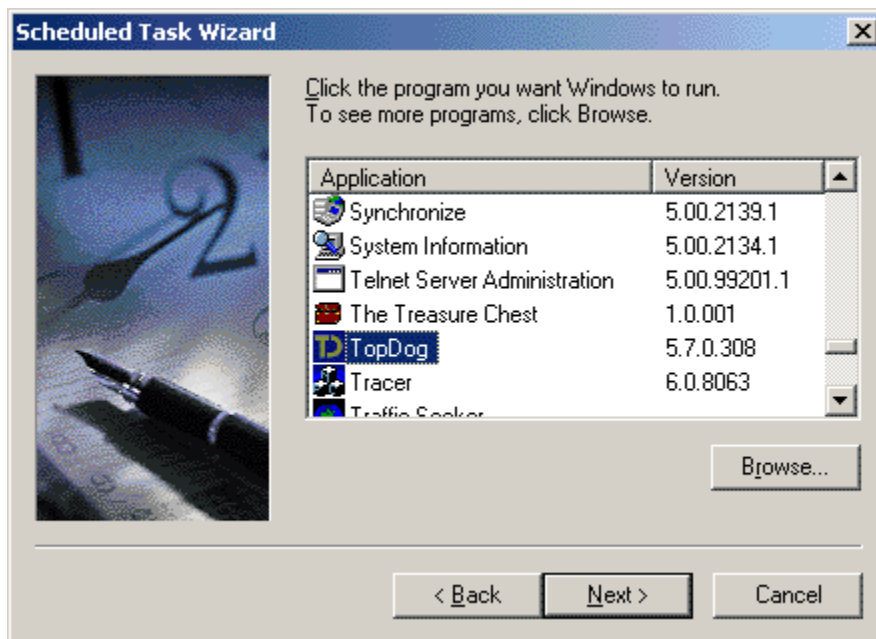 Scheduled Task Wizard
Click the program you want Windows to run.
To see more programs, click Browse.
Application Version
Synchronize 5.00.2139.1
System Information 5.00.2134.1
Telnet Server Administration 5.00.99201.1
The Treasure Chest 1.0.001
TopDog 5.7.0.308
Tracer 6.0.8063
Traffic Seeker
Browse...
< Back Next > Cancel